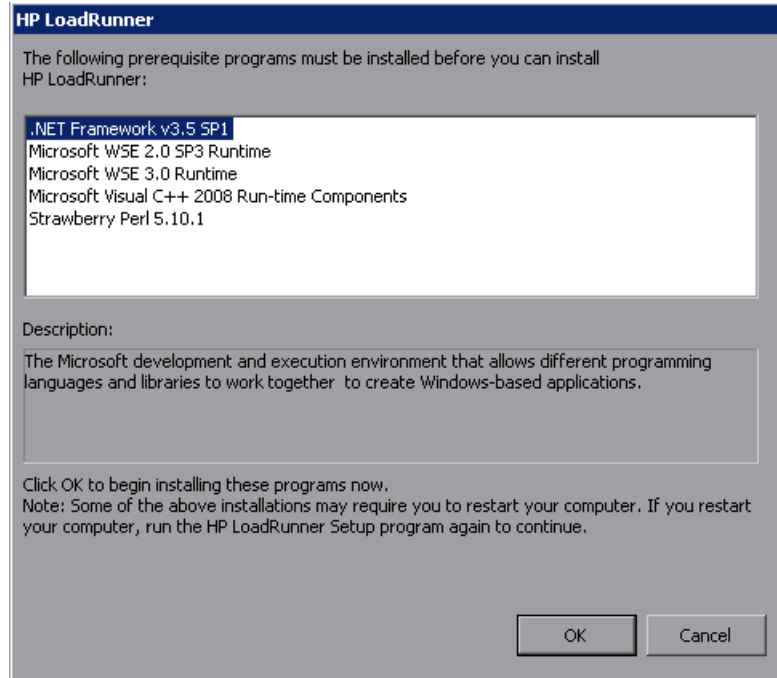 HP LoadRunner
The following prerequisite programs must be installed before you can install
HP LoadRunner:
.NET Framework v3.5 SP1
Microsoft WSE 2.0 SP3 Runtime
Microsoft WSE 3.0 Runtime
Microsoft Visual C++ 2008 Run-time Components
Strawberry Perl 5.10.1
Description:
The Microsoft development and execution environment that allows different programming
languages and libraries to work together  to create Windows-based applications.
Click OK to begin installing these programs now.
Note: Some of the above installations may require you to restart your computer. If you restart
your computer, run the HP LoadRunner Setup program again to continue.
OK
Cancel